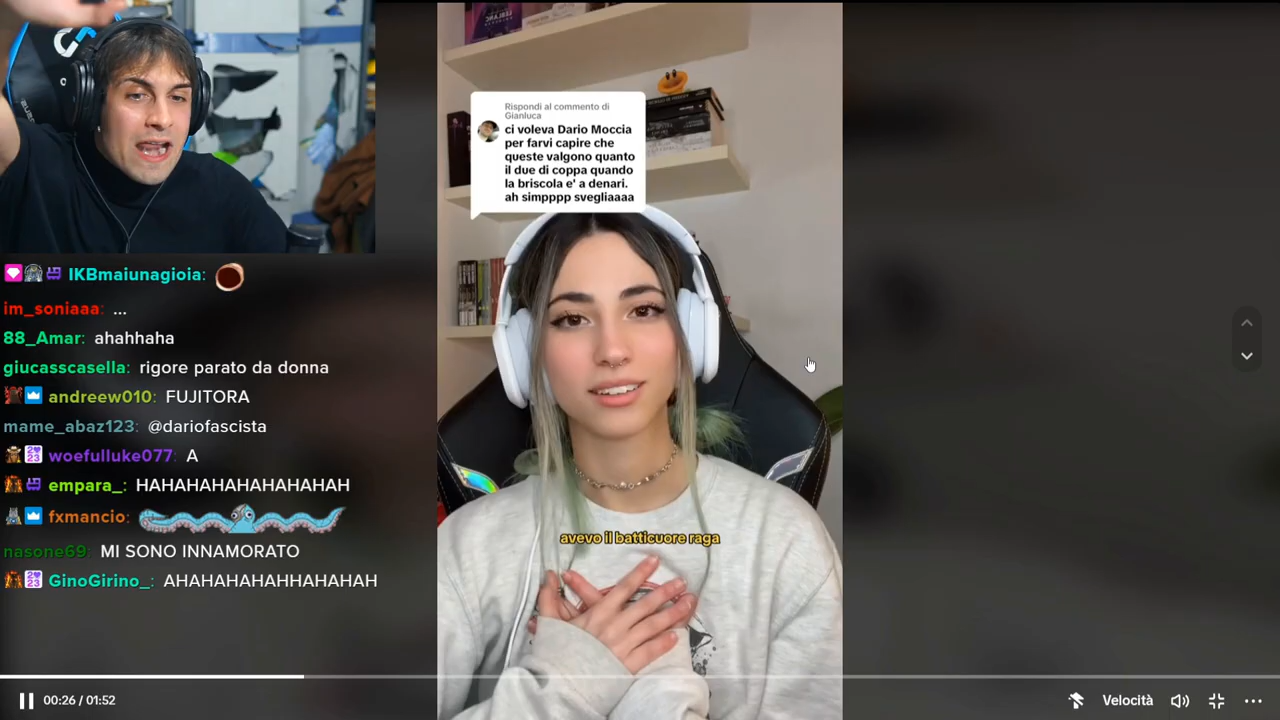 Rispondi al commento di
Gianluca
ci voleva Dario Moccia
per farvi capire che
queste valgono quanto
il due di coppa quando
la briscola e' a denari.
ah simpppp svegliaaaa
IKBmaiunagioia:
im_soniaaa: ...
88_Amar: ahahhaha
giucasscasella: rigore parato da donna
andreew010: FUJITORA
mame_abaz123: @dariofascista
woefulluke077: A
empara_: HAHAHAHAHAHAHAHAH
fxmancio:
nasone69: MI SONO INNAMORATO
GinoGirino_: AHAHAHAHAHHAHAHAH
avevo il batticuore raga
00:26 / 01:52
Velocità